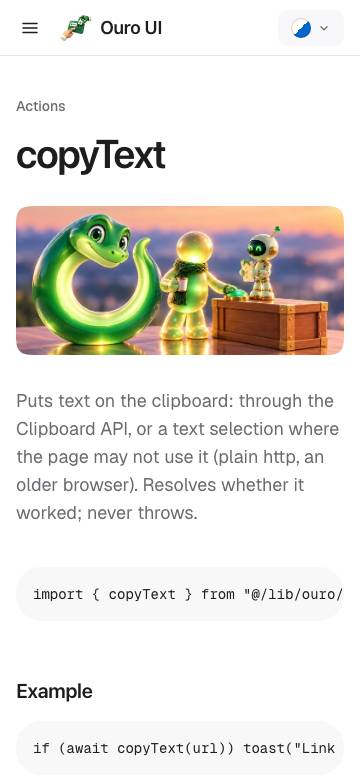 Ouro UI
Actions
copyText
Puts text on the clipboard: through the
Clipboard API, or a text selection where
the page may not use it (plain http, an
older browser). Resolves whether it
worked; never throws.
import { copyText } from "@/lib/ouro/
Example
if (await copyText(url)) toast("Link